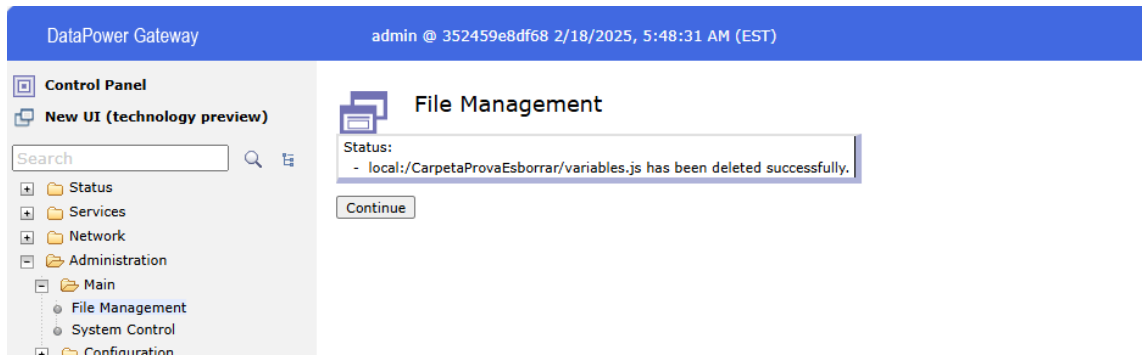 DataPower Gateway
admin @ 352459e8df68 2/18/2025, 5:48:31 AM (EST)
Control Panel
New UI (technology preview)
Search
Status
Services
Network
Administration
Main
File Management
System Control
Configuration
File Management
Status:
- local:/CarpetaProvaEsborrar/variables.js has been deleted successfully.
Continue